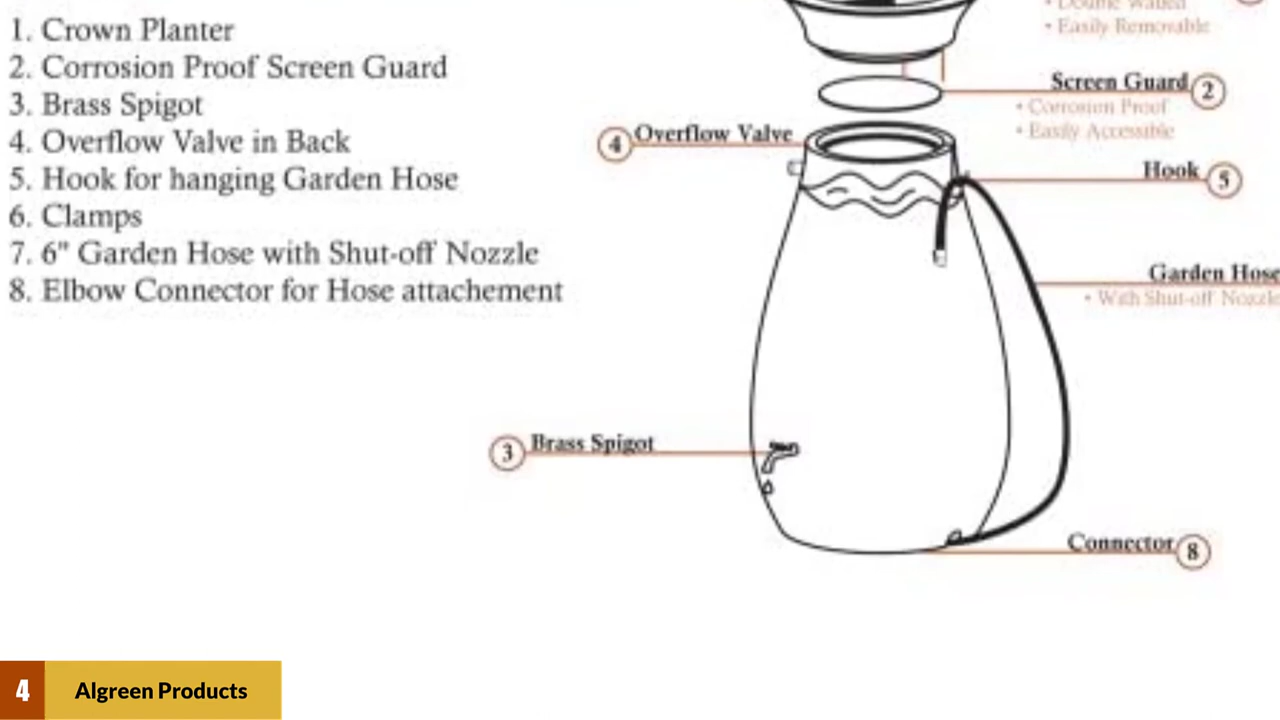 1. Crown Planter
2. Corrosion Proof Screen Guard
3. Brass Spigot
4. Overflow Valve in Back
5. Hook for hanging Garden Hose
6. Clamps
7. 6" Garden Hose with Shut-off Nozzle
8. Elbow Connector for Hose attachement
• Double Walled
• Easily Removable
Screen Guard 2
• Corrosion Proof
• Easily Accessible
4 Overflow Valve
Hook 5
Garden Hose
• With Shut-off Nozzle
3 Brass Spigot
Connector 8
4 Algreen Products